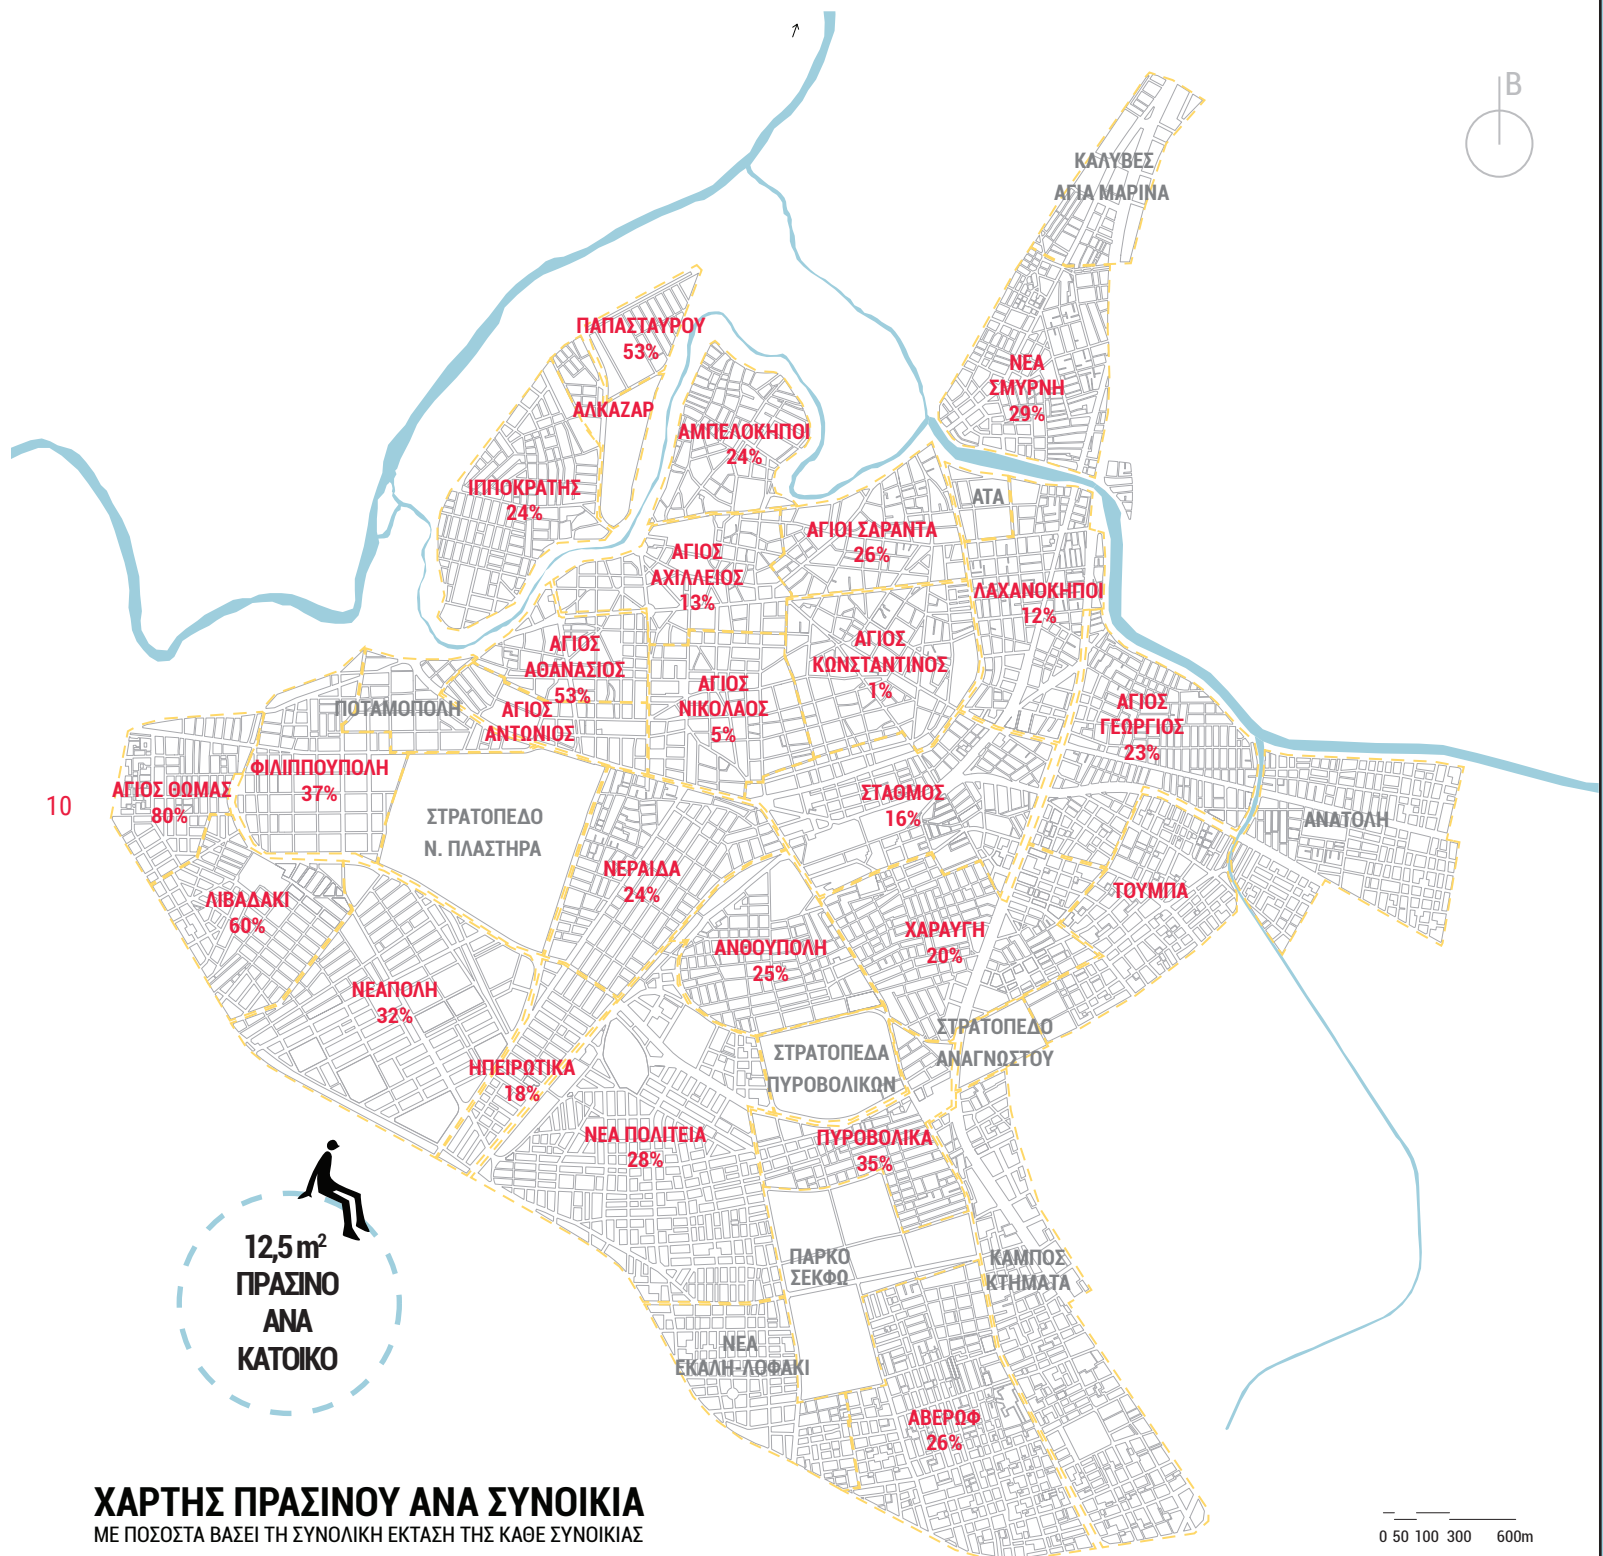 Β
ΚΑΛΥΒΕΣ
ΑΓΙΑ ΜΑΡΙΝΑ
ΠΑΠΑΣΤΑΥΡΟΥ
53%
ΝΕΑ
ΣΜΥΡΝΗ
29%
ΑΛΚΑΖΑΡ
ΑΜΠΕΛΟΚΗΠΟΙ
24%
ΙΠΠΟΚΡΑΤΗΣ
24%
ΑΤΑ
ΑΓΙΟΙ ΣΑΡΑΝΤΑ
26%
ΑΓΙΟΣ
ΑΧΙΛΛΕΙΟΣ
13%
ΛΑΧΑΝΟΚΗΠΟΙ
12%
ΑΓΙΟΣ
ΚΩΝΣΤΑΝΤΙΝΟΣ
1%
ΑΓΙΟΣ
ΑΘΑΝΑΣΙΟΣ
53%
ΑΓΙΟΣ
ΝΙΚΟΛΑΟΣ
5%
ΑΓΙΟΣ
ΑΝΤΩΝΙΟΣ
ΠΟΤΑΜΟΠΟΛΗ
ΑΓΙΟΣ
ΓΕΩΡΓΙΟΣ
23%
ΦΙΛΙΠΠΟΥΠΟΛΗ
37%
ΑΓΙΟΣ ΘΩΜΑΣ
80%
10
ΣΤΡΑΤΟΠΕΔΟ
Ν. ΠΛΑΣΤΗΡΑ
ΣΤΑΘΜΟΣ
16%
ΑΝΑΤΟΛΗ
ΝΕΡΑΙΔΑ
24%
ΤΟΥΜΠΑ
ΛΙΒΑΔΑΚΙ
60%
ΧΑΡΑΥΓΗ
20%
ΑΝΘΟΥΠΟΛΗ
25%
ΝΕΑΠΟΛΗ
32%
ΣΤΡΑΤΟΠΕΔΟ
ΑΝΑΓΝΩΣΤΟΥ
ΣΤΡΑΤΟΠΕΔΑ
ΠΥΡΟΒΟΛΙΚΩΝ
ΗΠΕΙΡΩΤΙΚΑ
18%
ΝΕΑ ΠΟΛΙΤΕΙΑ
28%
ΠΥΡΟΒΟΛΙΚΑ
35%
ΠΑΡΚΟ
ΣΕΚΦΩ
ΚΑΜΠΟΣ
ΚΤΗΜΑΤΑ
12,5 m²
ΠΡΑΣΙΝΟ
ΑΝΑ
ΚΑΤΟΙΚΟ
ΝΕΑ
ΕΚΑΛΗ-ΛΟΦΑΚΙ
ΑΒΕΡΩΦ
26%
ΧΑΡΤΗΣ ΠΡΑΣΙΝΟΥ ΑΝΑ ΣΥΝΟΙΚΙΑ
ΜΕ ΠΟΣΟΣΤΑ ΒΑΣΕΙ ΤΗ ΣΥΝΟΛΙΚΗ ΕΚΤΑΣΗ ΤΗΣ ΚΑΘΕ ΣΥΝΟΙΚΙΑΣ
0 50 100 300 600m